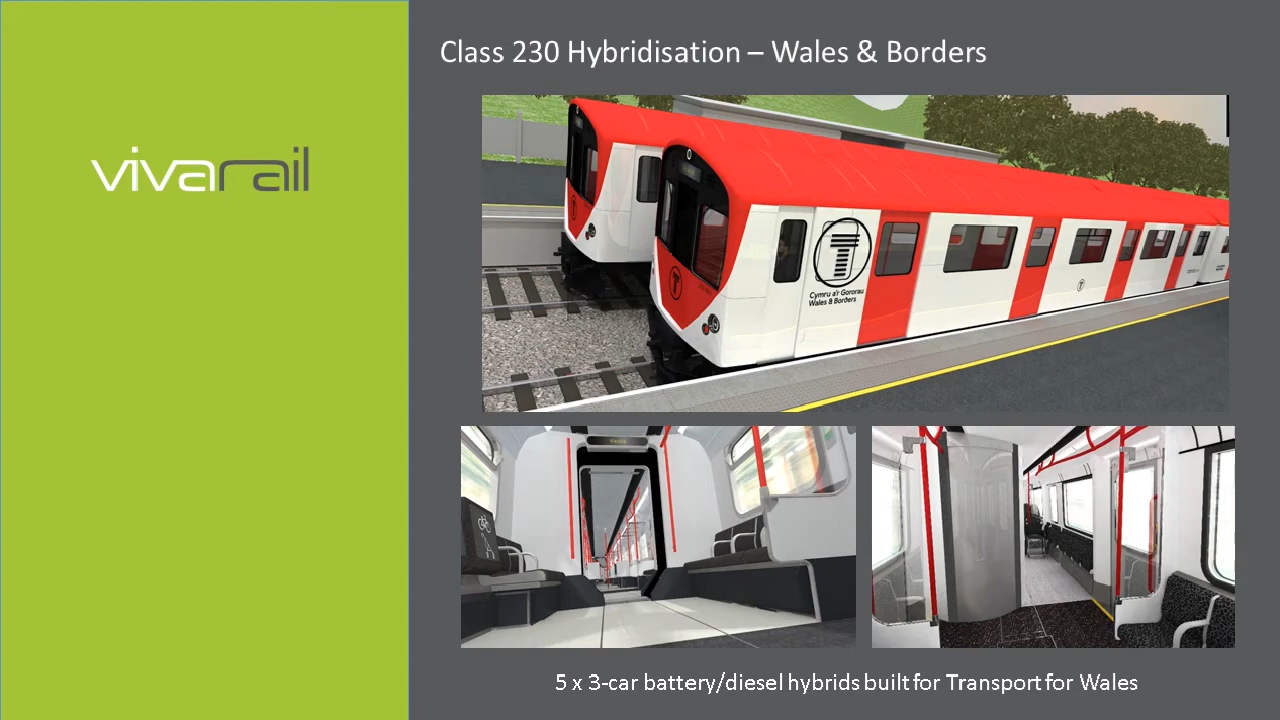 Class 230 Hybridisation – Wales & Borders
vivarail
T
Cymru a'r Gororau
Wales & Borders
5 x 3-car battery/diesel hybrids built for Transport for Wales